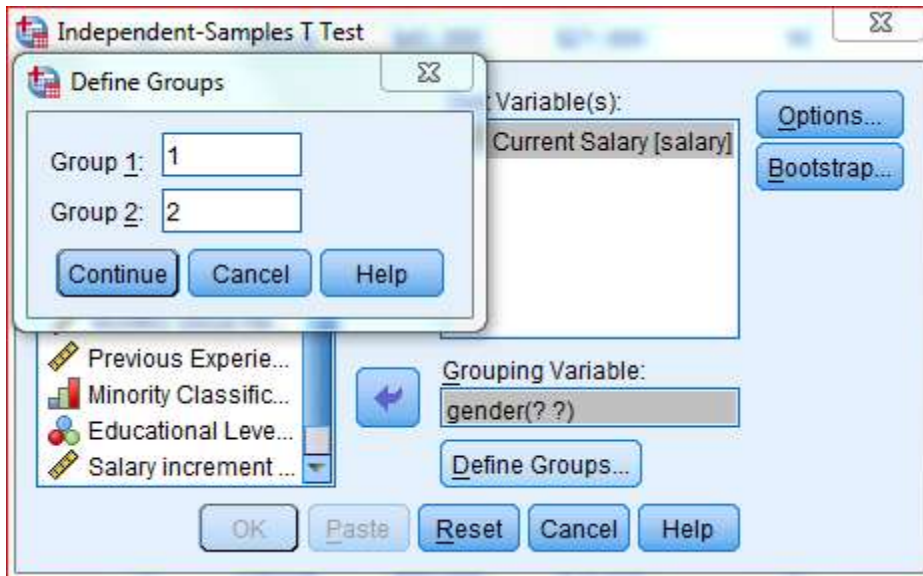 Independent-Samples T Test
Define Groups
Group 1: 1
Group 2: 2
Continue Cancel Help
Variable(s):
Current Salary [salary]
Options...
Bootstrap...
Previous Experie...
Minority Classific...
Educational Leve...
Salary increment ...
Grouping Variable:
gender(? ?)
Define Groups...
OK Paste Reset Cancel Help